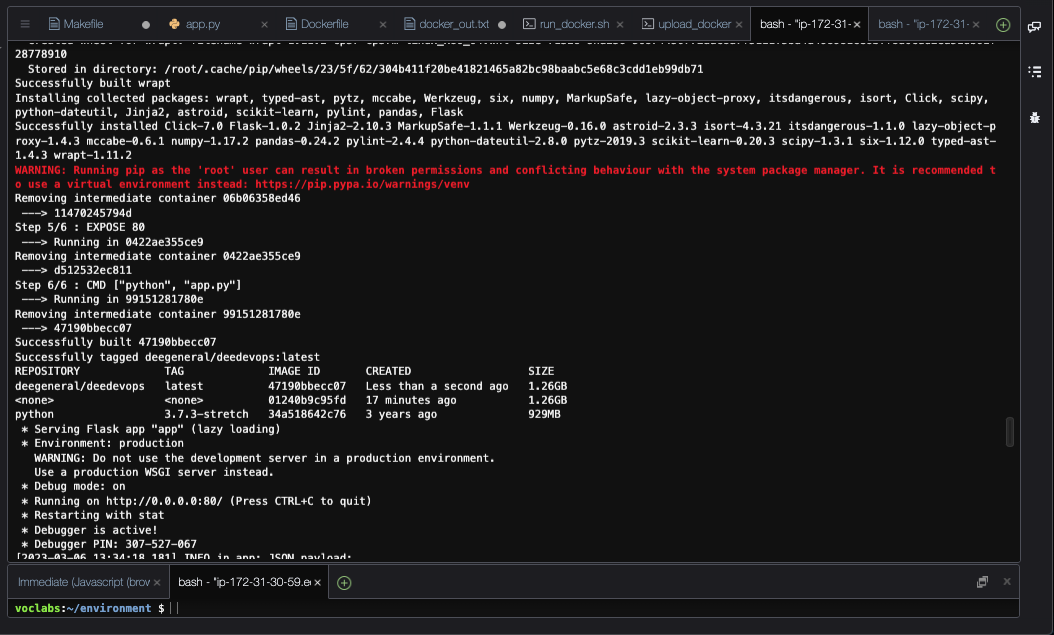 Makefile app.py Dockerfile docker_out.txt run_docker.sh upload_docker bash - "ip-172-31- bash - "ip-172-31-
28778910
Stored in directory: /root/.cache/pip/wheels/23/5f/62/304b411f20be41821465a82bc98baabc5e68c3cdd1eb99db71
Successfully built wrapt
Installing collected packages: wrapt, typed-ast, pytz, mccabe, Werkzeug, six, numpy, MarkupSafe, lazy-object-proxy, itsdangerous, isort, Click, scipy,
python-dateutil, Jinja2, astroid, scikit-learn, pylint, pandas, Flask
Successfully installed Click-7.0 Flask-1.0.2 Jinja2-2.10.3 MarkupSafe-1.1.1 Werkzeug-0.16.0 astroid-2.3.3 isort-4.3.21 itsdangerous-1.1.0 lazy-object-p
roxy-1.4.3 mccabe-0.6.1 numpy-1.17.2 pandas-0.24.2 pylint-2.4.4 python-dateutil-2.8.0 pytz-2019.3 scikit-learn-0.20.3 scipy-1.3.1 six-1.12.0 typed-ast-
1.4.3 wrapt-1.11.2
WARNING: Running pip as the 'root' user can result in broken permissions and conflicting behaviour with the system package manager. It is recommended t
o use a virtual environment instead: https://pip.pypa.io/warnings/venv
Removing intermediate container 06b06358ed46
---> 11470245794d
Step 5/6 : EXPOSE 80
---> Running in 0422ae355ce9
Removing intermediate container 0422ae355ce9
---> d512532ec811
Step 6/6 : CMD ["python", "app.py"]
---> Running in 99151281780e
Removing intermediate container 99151281780e
---> 47190bbecc07
Successfully built 47190bbecc07
Successfully tagged deegeneral/deedevops:latest
REPOSITORY TAG IMAGE ID CREATED SIZE
deegeneral/deedevops latest 47190bbecc07 Less than a second ago 1.26GB
<none> <none> 01240b9c95fd 17 minutes ago 1.26GB
python 3.7.3-stretch 34a518642c76 3 years ago 929MB
* Serving Flask app "app" (lazy loading)
* Environment: production
WARNING: Do not use the development server in a production environment.
Use a production WSGI server instead.
* Debug mode: on
* Running on http://0.0.0.0:80/ (Press CTRL+C to quit)
* Restarting with stat
* Debugger is active!
* Debugger PIN: 307-527-067
[2023-03-06 13:34:18,181] INFO in app: JSON payload:
Immediate (Javascript (brov bash - "ip-172-31-30-59.e
voclabs:~/environment $